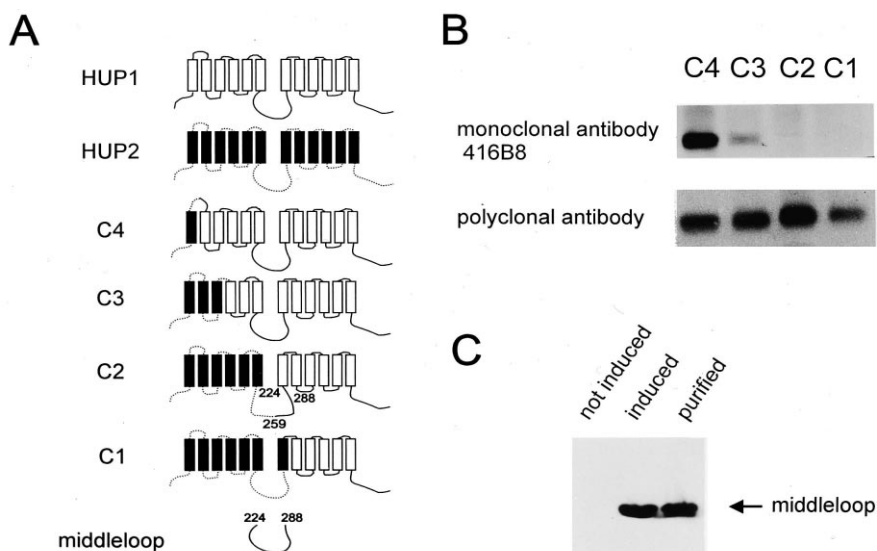 A
HUP1
HUP2
C4
C3
C2
224
288
259
C1
224 288
middleloop
B
C4 C3 C2 C1
monoclonal antibody
416B8
polyclonal antibody
C
not induced
induced
purified
middleloop